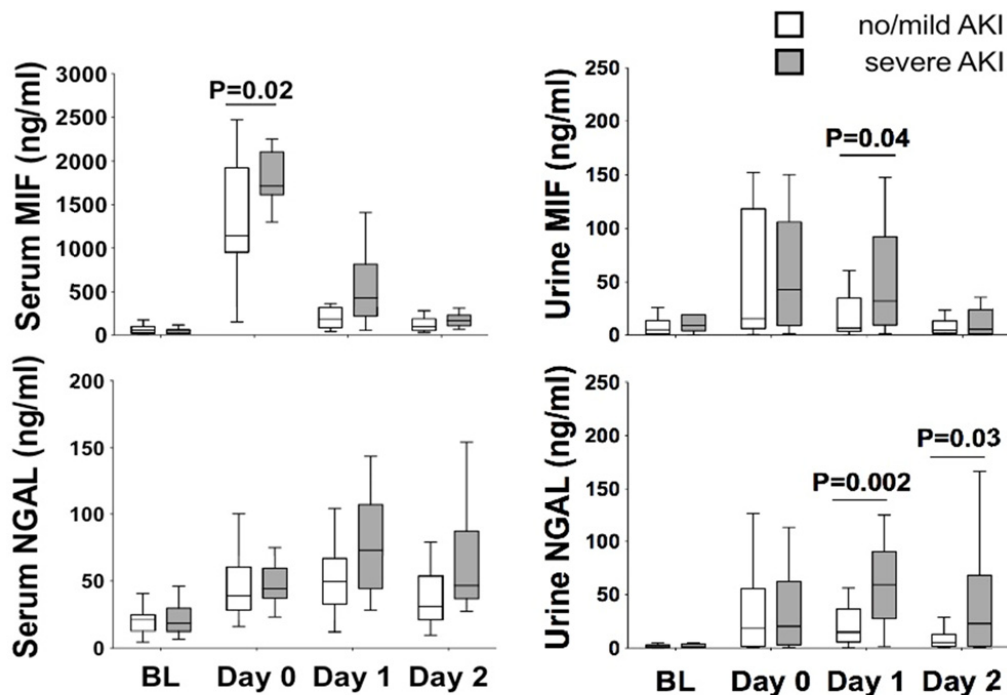 no/mild AKI
severe AKI
Serum MIF (ng/ml)
3000
2500
2000
1500
1000
500
0
P=0.02
Urine MIF (ng/ml)
250
200
150
100
50
0
P=0.04
Serum NGAL (ng/ml)
200
150
100
50
0
BL Day 0 Day 1 Day 2
Urine NGAL (ng/ml)
250
200
150
100
50
0
P=0.002
P=0.03
BL Day 0 Day 1 Day 2